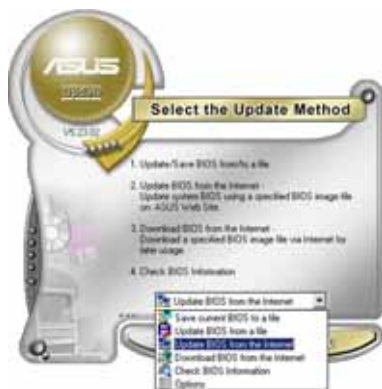 ASUS
Update
Select the Update Method
1. Update/Save BIOS from/to a file
2. Update BIOS from the Internet -
Update system BIOS using a specified BIOS image file
on ASUS Web Site.
3. Download BIOS from the Internet -
Download a specified BIOS image file via Internet for
later usage.
4. Check BIOS Information
Update BIOS from the Internet
Save current BIOS to a file
Update BIOS from a file
Update BIOS from the Internet
Download BIOS from the Internet
Check BIOS Information
Options